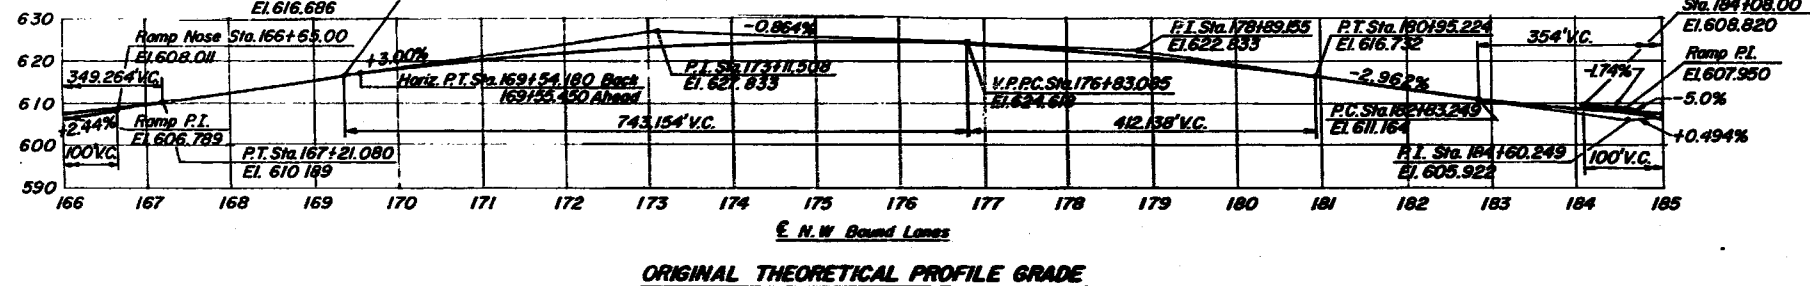 El. 616.686
630
620
610
600
590
Ramp Nose Sta. 166+65.00
El. 608.011
349.264' V.C.
+2.44%
100' V.C.
Ramp P.I.
El. 606.789
P.T. Sta. 167+21.080
El. 610 189
+3.00%
Horiz. P.T. Sta. 169+54.180 Back
169+55.450 Ahead
743.154' V.C.
P.I. Sta. 173+11.508
El. 627.833
-0.864%
V.P.P.C. Sta. 176+83.085
El. 624.618
412.138' V.C.
P.I. Sta. 178+89.155
El. 622.833
P.T. Sta. 180+95.224
El. 616.732
-2.962%
P.C. Sta. 182+83.249
El. 611.164
P.I. Sta. 184+60.249
El. 605.922
354' V.C.
Sta. 184+08.00
El. 608.820
Ramp P.I.
El. 607.950
-1.74%
-5.0%
+0.494%
100' V.C.
166 167 168 169 170 171 172 173 174 175 176 177 178 179 180 181 182 183 184 185
℄ N.W Bound Lanes
ORIGINAL THEORETICAL PROFILE GRADE